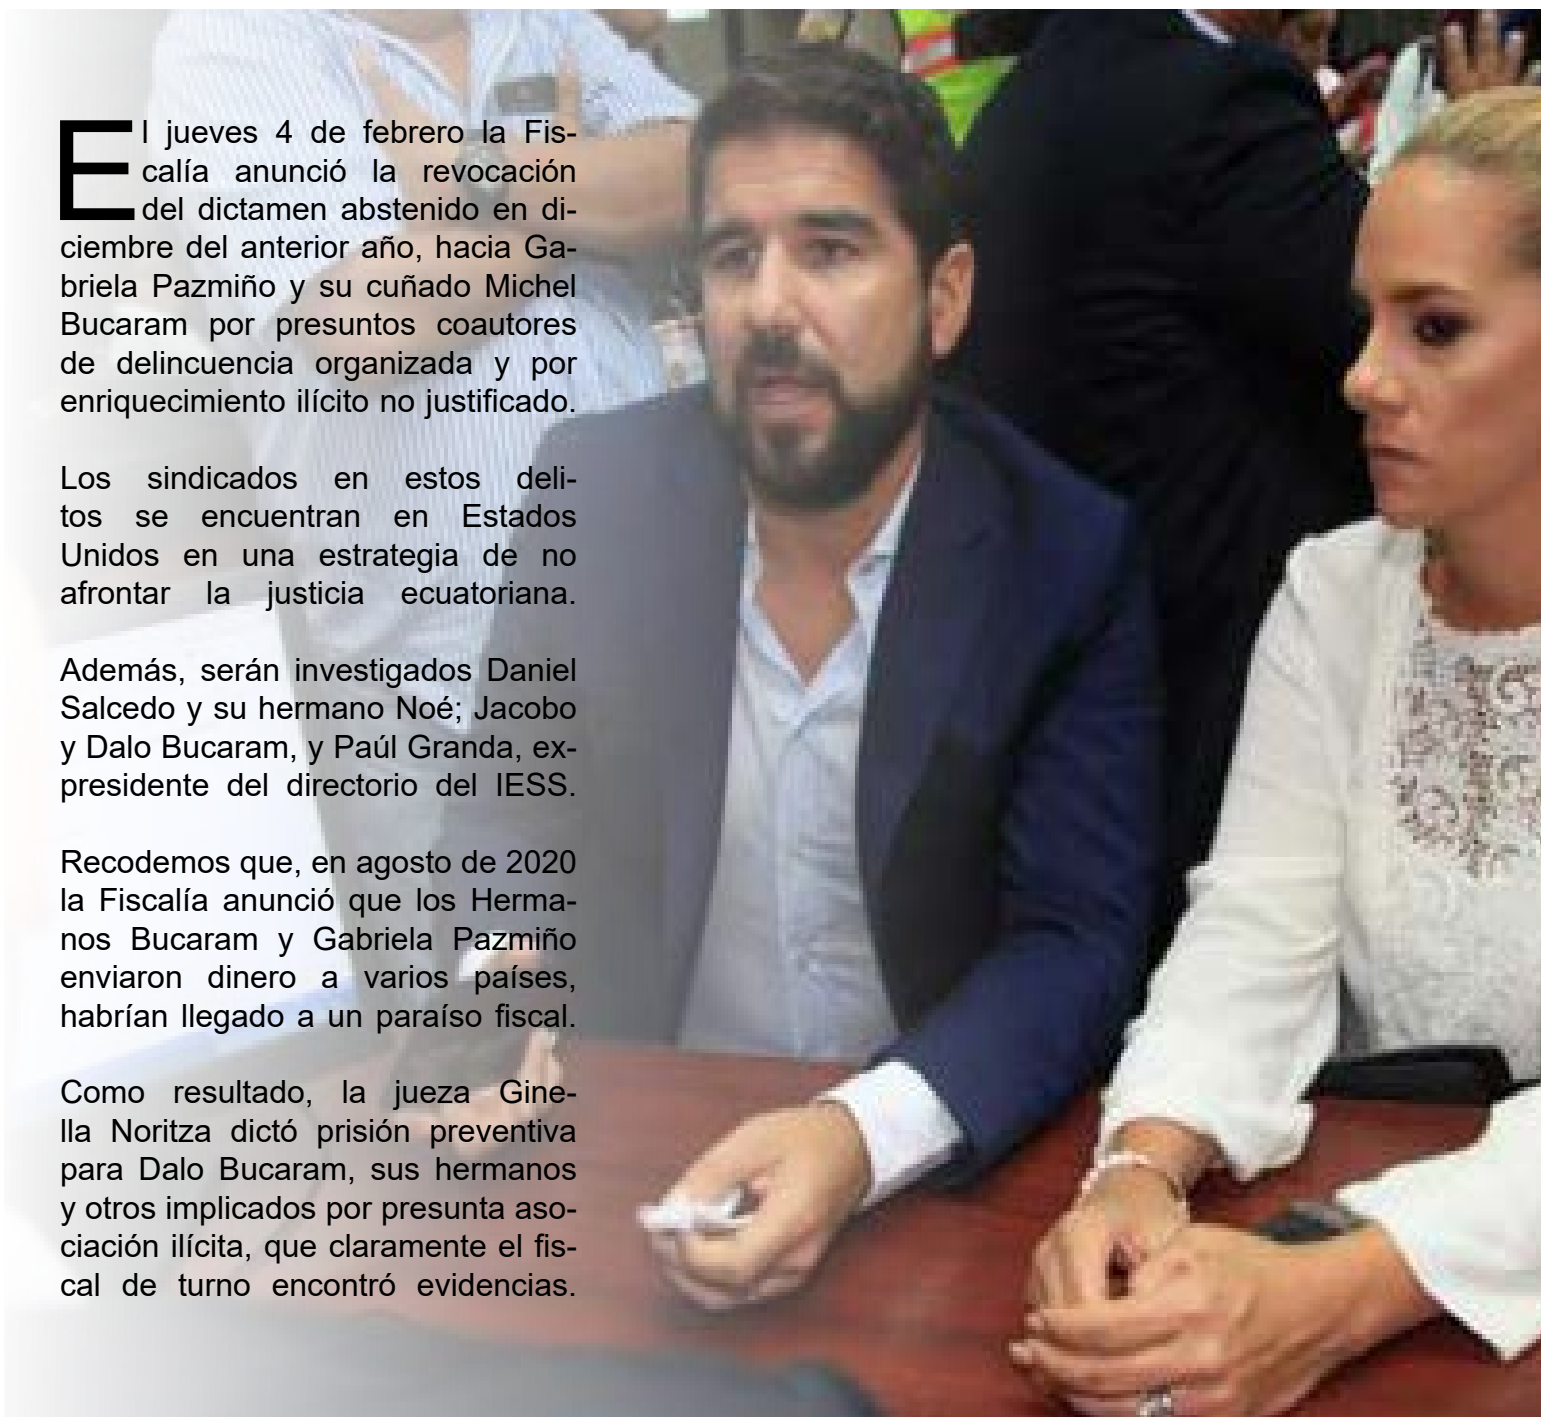 El jueves 4 de febrero la Fis-
calía anunció la revocación
del dictamen abstenido en di-
ciembre del anterior año, hacia Ga-
briela Pazmiño y su cuñado Michel
Bucaram por presuntos coautores
de delincuencia organizada y por
enriquecimiento ilícito no justificado.
Los sindicados en estos deli-
tos se encuentran en Estados
Unidos en una estrategia de no
afrontar la justicia ecuatoriana.
Además, serán investigados Daniel
Salcedo y su hermano Noé; Jacobo
y Dalo Bucaram, y Paúl Granda, ex-
presidente del directorio del IESS.
Recodemos que, en agosto de 2020
la Fiscalía anunció que los Herma-
nos Bucaram y Gabriela Pazmiño
enviaron dinero a varios países,
habrían llegado a un paraíso fiscal.
Como resultado, la jueza Gine-
lla Noritza dictó prisión preventiva
para Dalo Bucaram, sus hermanos
y otros implicados por presunta aso-
ciación ilícita, que claramente el fis-
cal de turno encontró evidencias.